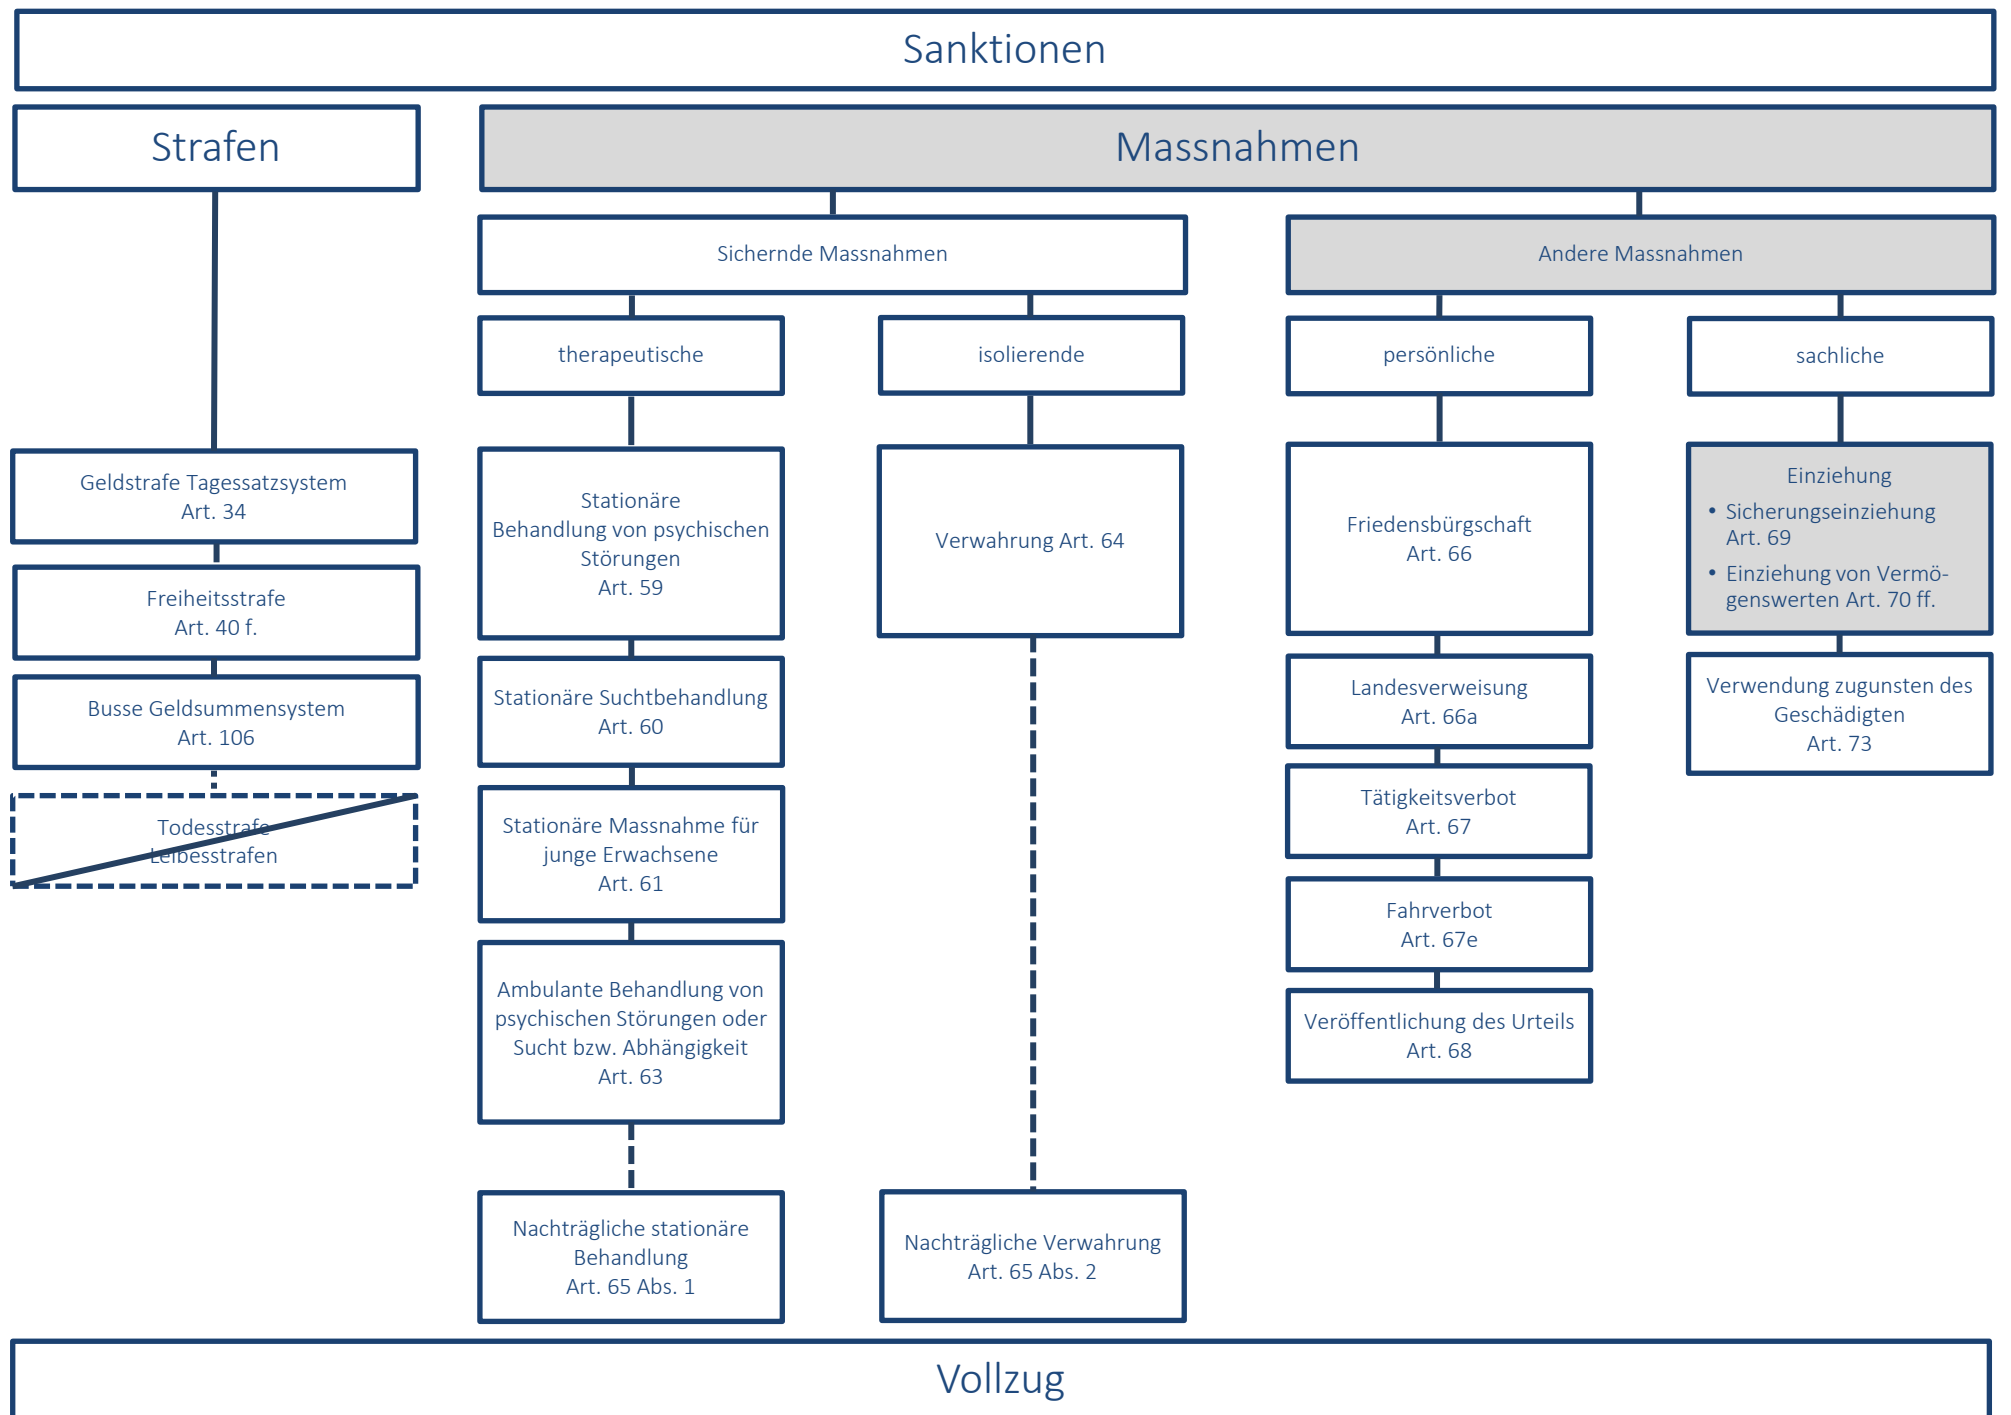 Sanktionen
Strafen
Massnahmen
Sichernde Massnahmen
Andere Massnahmen
therapeutische
isolierende
persönliche
sachliche
Geldstrafe Tagessatzsystem
Art. 34
Freiheitsstrafe
Art. 40 f.
Busse Geldsummensystem
Art. 106
Todesstrafe
Leibesstrafen
Stationäre
Behandlung von psychischen
Störungen
Art. 59
Stationäre Suchtbehandlung
Art. 60
Stationäre Massnahme für
junge Erwachsene
Art. 61
Ambulante Behandlung von
psychischen Störungen oder
Sucht bzw. Abhängigkeit
Art. 63
Nachträgliche stationäre
Behandlung
Art. 65 Abs. 1
Verwahrung Art. 64
Nachträgliche Verwahrung
Art. 65 Abs. 2
Friedensbürgschaft
Art. 66
Landesverweisung
Art. 66a
Tätigkeitsverbot
Art. 67
Fahrverbot
Art. 67e
Veröffentlichung des Urteils
Art. 68
Einziehung
• Sicherungseinziehung
Art. 69
• Einziehung von Vermö-
genswerten Art. 70 ff.
Verwendung zugunsten des
Geschädigten
Art. 73
Vollzug